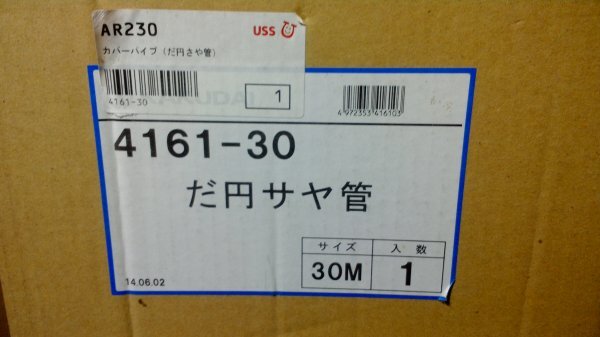 AR230
USS
カバーパイプ (だ円さや管)
4161-30
1
4972353416103
4161-30
だ円サヤ管
サイズ
入数
30M
1
14.06.02